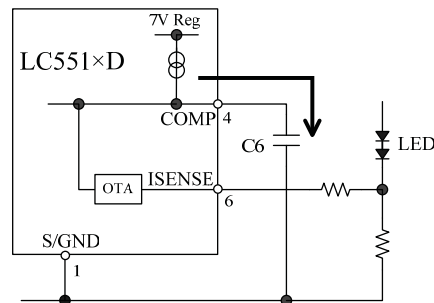 7V Reg
LC551×D
COMP 4
C6
LED
OTA
ISENSE
6
S/GND
1